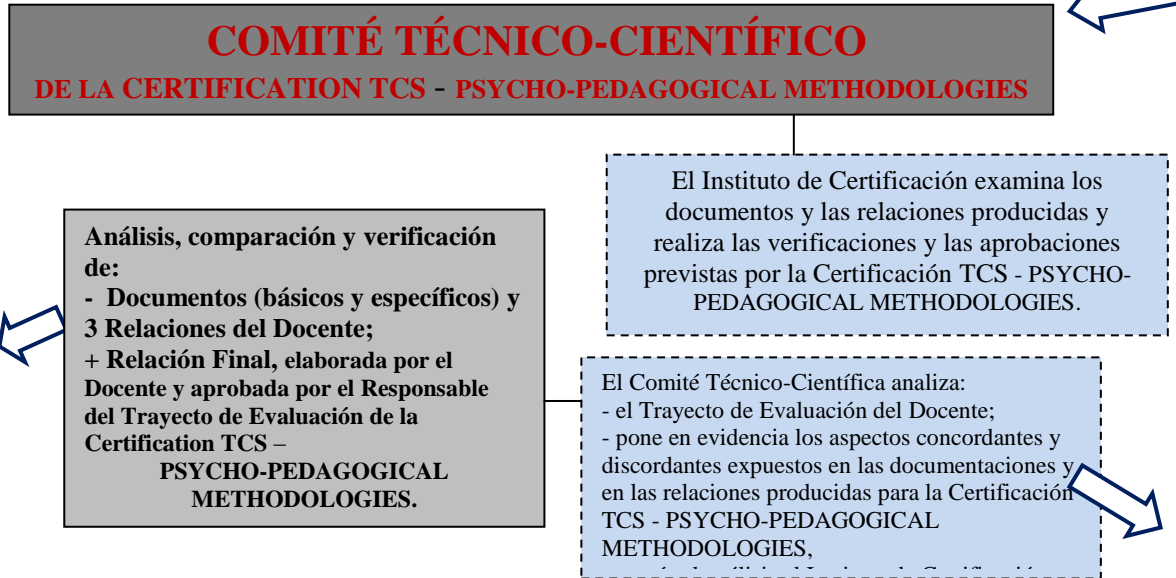 COMITÉ TÉCNICO-CIENTÍFICO
DE LA CERTIFICATION TCS - PSYCHO-PEDAGOGICAL METHODOLOGIES
El Instituto de Certificación examina los
documentos y las relaciones producidas y
realiza las verificaciones y las aprobaciones
previstas por la Certificación TCS - PSYCHO-
PEDAGOGICAL METHODOLOGIES.
Análisis, comparación y verificación
de:
- Documentos (básicos y específicos) y
3 Relaciones del Docente;
+ Relación Final, elaborada por el
Docente y aprobada por el Responsable
del Trayecto de Evaluación de la
Certification TCS –
PSYCHO-PEDAGOGICAL
METHODOLOGIES.
El Comité Técnico-Científica analiza:
- el Trayecto de Evaluación del Docente;
- pone en evidencia los aspectos concordantes y
discordantes expuestos en las documentaciones y
en las relaciones producidas para la Certificación
TCS - PSYCHO-PEDAGOGICAL
METHODOLOGIES,